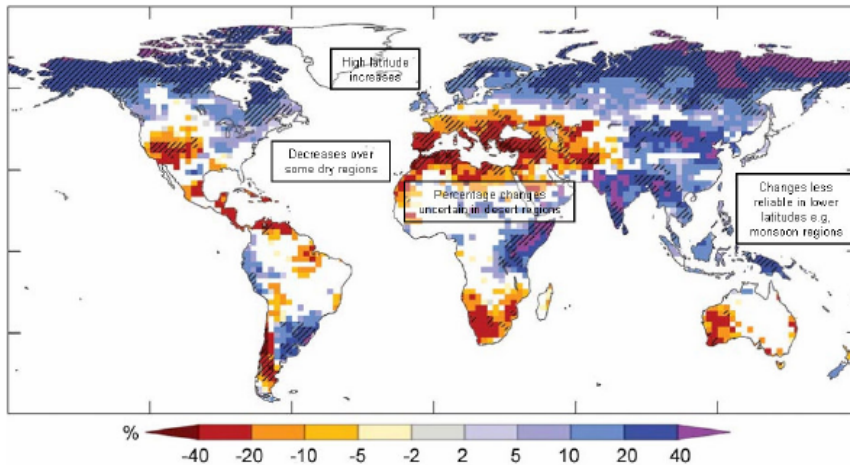 High latitude
increases
Decreases over
some dry regions
Percentage changes
uncertain in desert regions
Changes less
reliable in lower
latitudes e.g,
monsoon regions
% -40 -20 -10 -5 -2 2 5 10 20 40